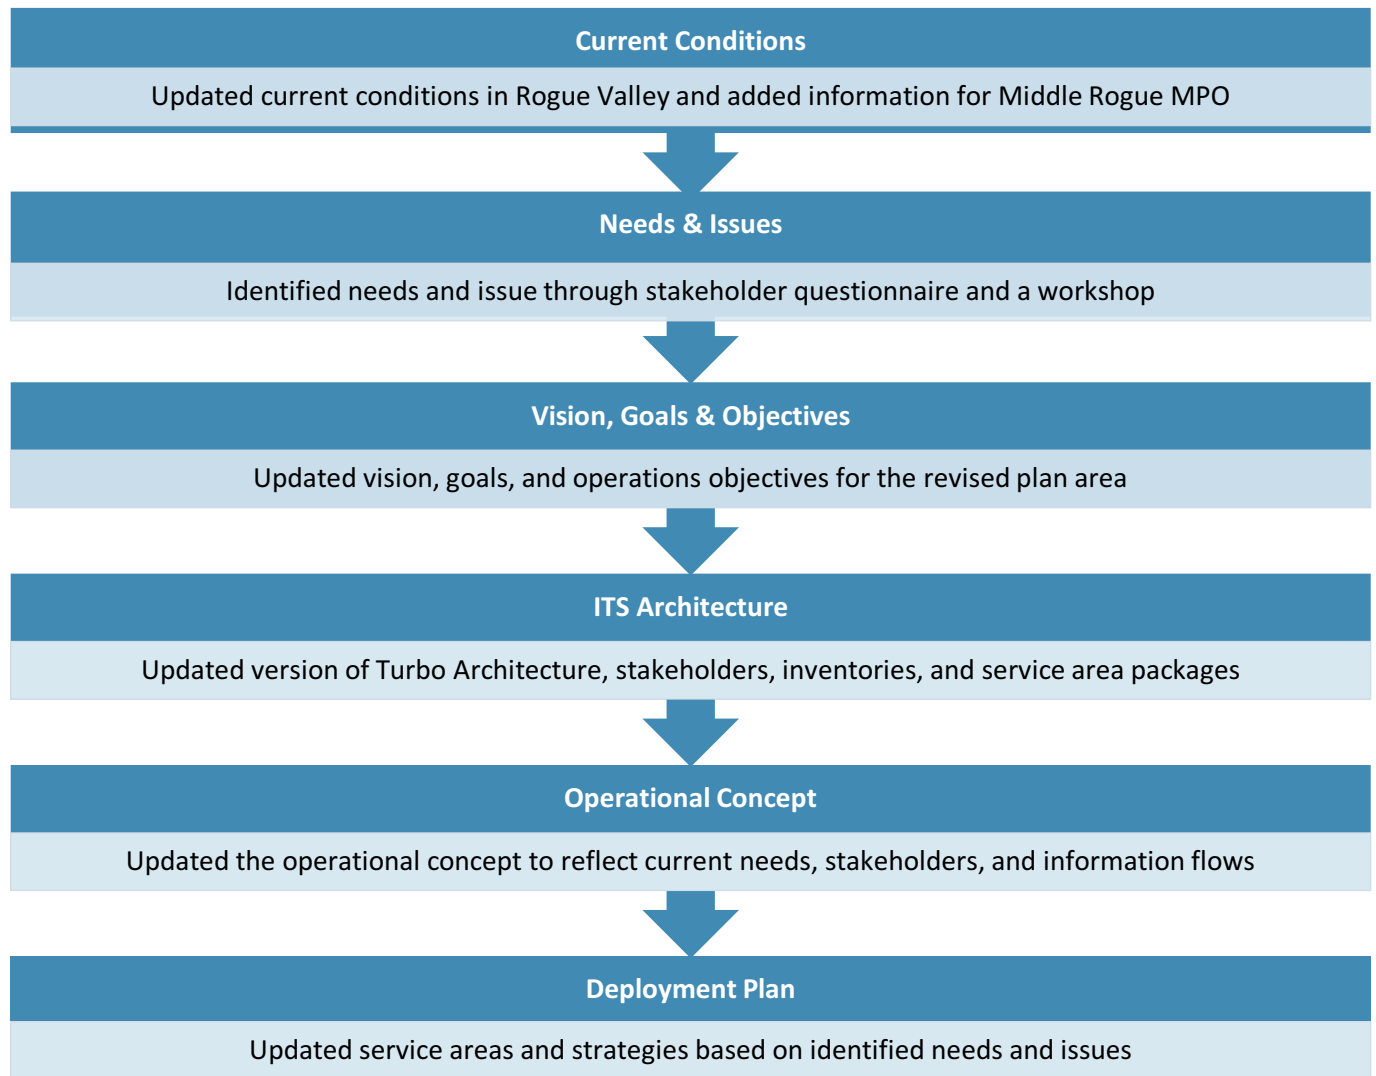 Current Conditions
Updated current conditions in Rogue Valley and added information for Middle Rogue MPO
Needs & Issues
Identified needs and issue through stakeholder questionnaire and a workshop
Vision, Goals & Objectives
Updated vision, goals, and operations objectives for the revised plan area
ITS Architecture
Updated version of Turbo Architecture, stakeholders, inventories, and service area packages
Operational Concept
Updated the operational concept to reflect current needs, stakeholders, and information flows
Deployment Plan
Updated service areas and strategies based on identified needs and issues